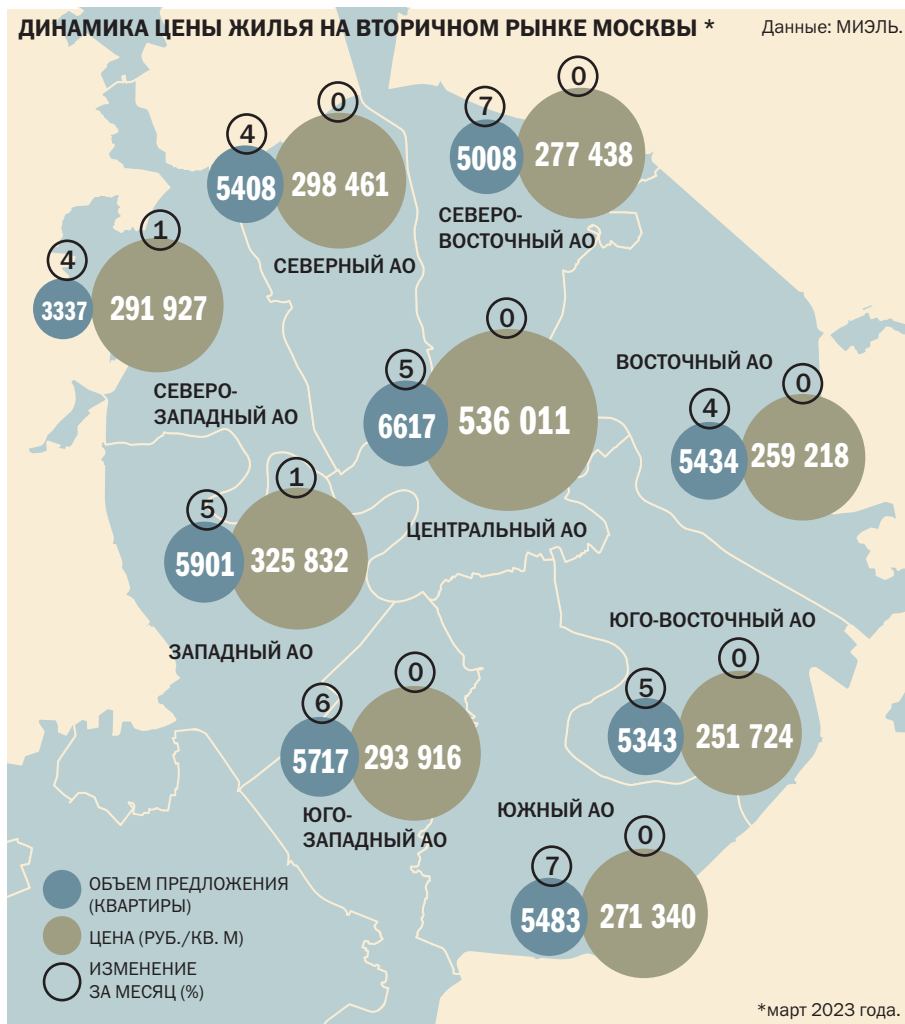 ДИНАМИКА ЦЕНЫ ЖИЛЬЯ НА ВТОРИЧНОМ РЫНКЕ МОСКВЫ *
Данные: МИЭЛЬ.
4
0
5408
298 461
СЕВЕРНЫЙ АО
7
0
5008
277 438
СЕВЕРО-
ВОСТОЧНЫЙ АО
4
1
3337
291 927
СЕВЕРО-
ЗАПАДНЫЙ АО
5
0
6617
536 011
ЦЕНТРАЛЬНЫЙ АО
ВОСТОЧНЫЙ АО
4
0
5434
259 218
5
1
5901
325 832
ЗАПАДНЫЙ АО
ЮГО-ВОСТОЧНЫЙ АО
5
0
5343
251 724
6
0
5717
293 916
ЮГО-
ЗАПАДНЫЙ АО
ЮЖНЫЙ АО
7
0
5483
271 340
ОБЪЕМ ПРЕДЛОЖЕНИЯ
(КВАРТИРЫ)
ЦЕНА (РУБ./КВ. М)
ИЗМЕНЕНИЕ
ЗА МЕСЯЦ (%)
*март 2023 года.